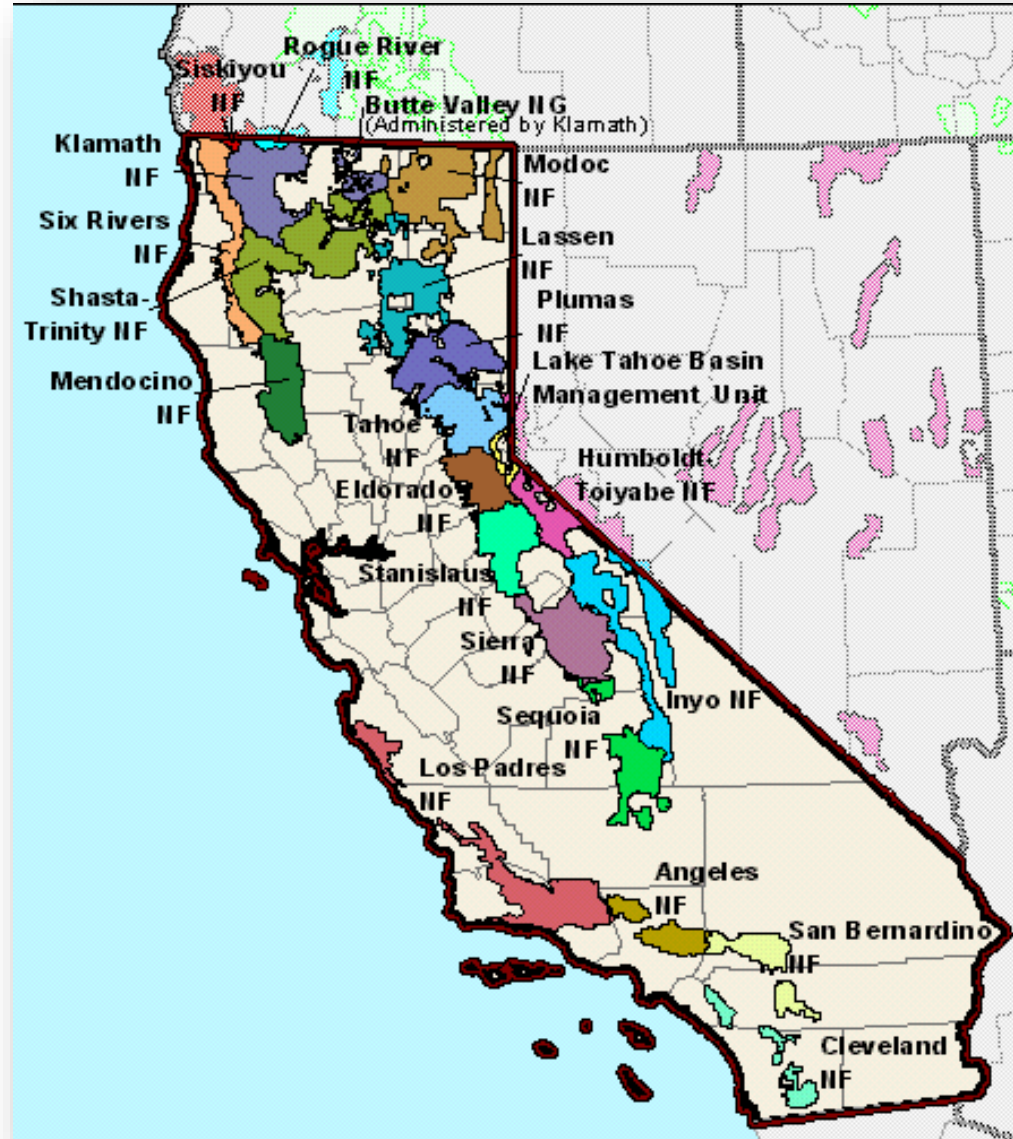 Rogue River
NF
Siskiyou
NF
Butte Valley NG
(Administered by Klamath)
Klamath
NF
Modoc
NF
Six Rivers
NF
Lassen
NF
Shasta-
Trinity NF
Plumas
NF
Lake Tahoe Basin
Management Unit
Mendocino
NF
Tahoe
NF
Humboldt-
Toiyabe NF
Eldorado
NF
Stanislaus
NF
Sierra
NF
Inyo NF
Sequoia
NF
Los Padres
NF
Angeles
NF
San Bernardino
NF
Cleveland
NF